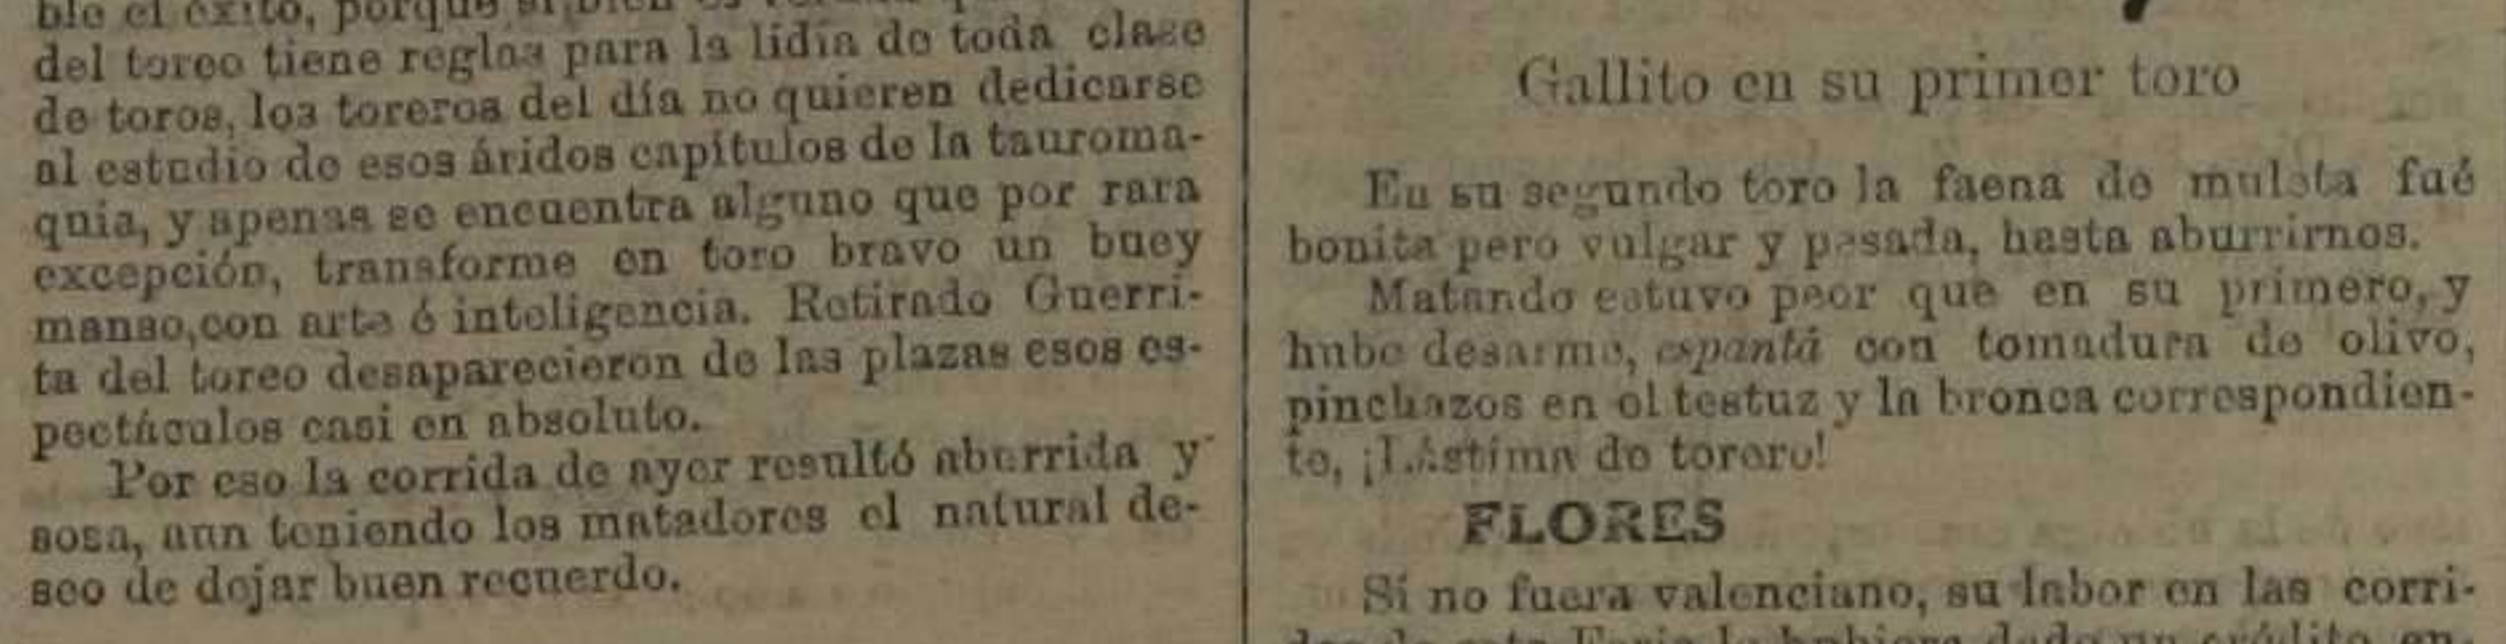 ble el éxito, porque si bien es
del toreo tiene reglas para la lidia de toda clase
de toros, los toreros del día no quieren dedicarse
al estudio de esos áridos capítulos de la tauroma-
quia, y apenas se encuentra alguno que por rara
excepción, transforme en toro bravo un buey
manso,con arte é inteligencia. Retirado Guerri-
ta del toreo desaparecieron de las plazas esos es-
pectáculos casi en absoluto.
Por eso la corrida de ayer resultó aburrida y
sosa, aun teniendo los matadores el natural de-
seo de dejar buen recuerdo.
Gallito en su primer toro
En su segundo toro la faena de muleta fué
bonita pero vulgar y pesada, hasta aburrirnos.
Matando estuvo peor que en su primero, y
hubo desarme, espantá con tomadura de olivo,
pinchazos en el testuz y la bronca correspondien-
te, ¡Lástima de torero!
FLORES
Si no fuera valenciano, su labor en las corri-